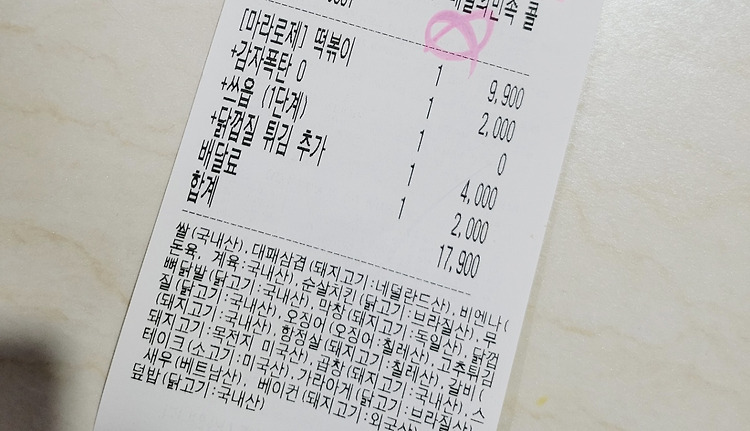 [마라로제] 떡볶이 1 9,900
+감자폭탄 0 1 2,000
+쓰읍 (1단계) 1 0
+닭껍질 튀김 추가 1 4,000
배달료 1 2,000
합계 17,900
쌀(국내산), 대패삼겹(돼지고기:네덜란드산), 비엔나(
돈육, 계육:국내산), 순살치킨(닭고기:브라질산), 무
뼈닭발(닭고기:국내산), 막창(돼지고기:독일산), 닭껍
질(닭고기:국내산), 오징어(오징어:칠레산), 고추튀김
(돼지고기:국내산), 항정살(돼지고기:칠레산), 갈비(
돼지고기:목전지 미국산), 곱창(돼지고기:국내산), 스
테이크(소고기:미국산), 가라아게(닭고기:브라질산)
새우(베트남산), 베이컨(돼지고기:외국산)
덮밥(닭고기:국내산)